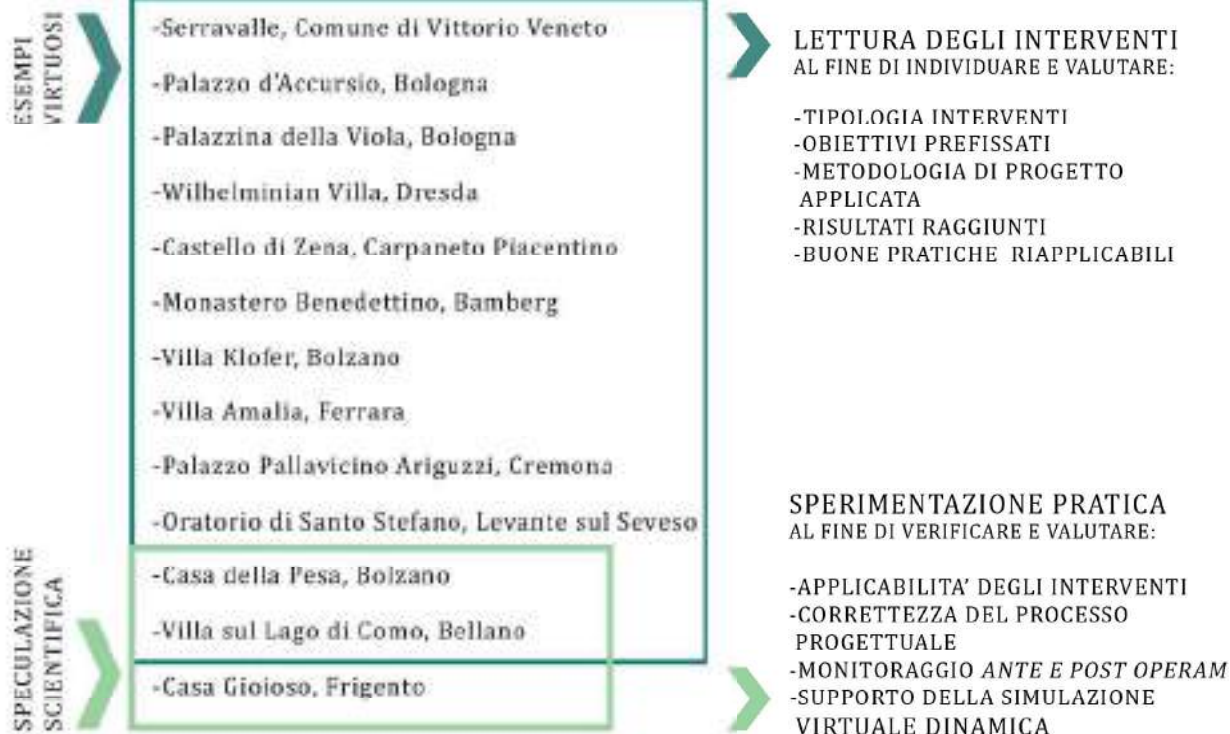 ESEMPI
VIRTUOSI
-Serravalle, Comune di Vittorio Veneto
-Palazzo d'Accursio, Bologna
-Palazzina della Viola, Bologna
-Wilhelminian Villa, Dresda
-Castello di Zena, Carpaneto Piacentino
-Monastero Benedettino, Bamberg
-Villa Klofer, Bolzano
-Villa Amalia, Ferrara
-Palazzo Pallavicino Ariguzzi, Cremona
-Oratorio di Santo Stefano, Levante sul Seveso
SPECULAZIONE
SCIENTIFICA
-Casa della Pesa, Bolzano
-Villa sul Lago di Como, Bellano
-Casa Gioioso, Frigento
LETTURA DEGLI INTERVENTI
AL FINE DI INDIVIDUARE E VALUTARE:
-TIPOLOGIA INTERVENTI
-OBIETTIVI PREFISSATI
-METODOLOGIA DI PROGETTO
APPLICATA
-RISULTATI RAGGIUNTI
-BUONE PRATICHE RIAPPLICABILI
SPERIMENTAZIONE PRATICA
AL FINE DI VERIFICARE E VALUTARE:
-APPLICABILITA' DEGLI INTERVENTI
-CORRETTEZZA DEL PROCESSO
PROGETTUALE
-MONITORAGGIO ANTE E POST OPERAM
-SUPPORTO DELLA SIMULAZIONE
VIRTUALE DINAMICA